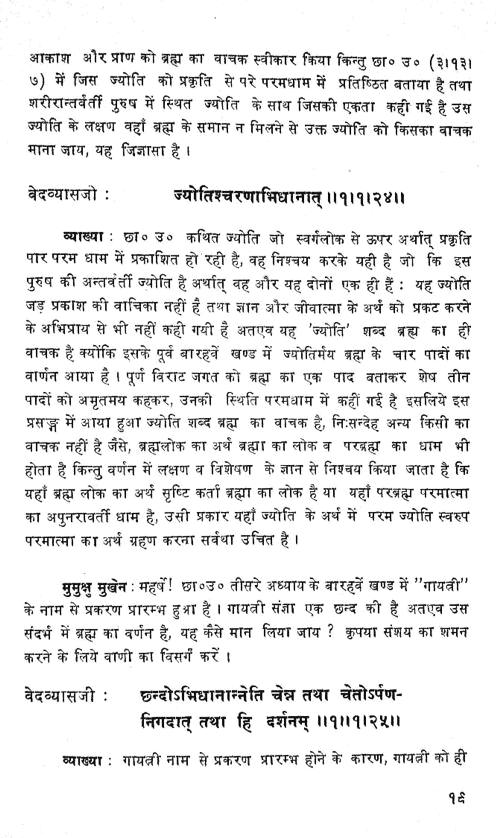 आकाश और प्राण को ब्रह्म का वाचक स्वीकार किया किन्तु छा० उ० (३।१३।
७) में जिस ज्योति को प्रकृति से परे परमधाम में प्रतिष्ठित बताया है तथा
शरीरान्तर्वर्ती पुरुष में स्थित ज्योति के साथ जिसकी एकता कही गई है उस
ज्योति के लक्षण वहाँ ब्रह्म के समान न मिलने से उक्त ज्योति को किसका वाचक
माना जाय, यह जिज्ञासा है ।
वेदव्यासजी : ज्योतिश्चरणाभिधानात् ॥१।१।२४॥
व्याख्या : छा० उ० कथित ज्योति जो स्वर्गलोक से ऊपर अर्थात् प्रकृति
पार परम धाम में प्रकाशित हो रही है, वह निश्चय करके यही है जो कि इस
पुरुष की अन्तवर्ती ज्योति है अर्थात् वह और यह दोनों एक ही हैं : यह ज्योति
जड़ प्रकाश की वाचिका नहीं है तथा ज्ञान और जीवात्मा के अर्थ को प्रकट करने
के अभिप्राय से भी नहीं कही गयी है अतएव यह 'ज्योति' शब्द ब्रह्म का ही
वाचक है क्योंकि इसके पूर्व बारहवें खण्ड में ज्योतिर्मय ब्रह्म के चार पादों का
वार्णन आया है । पूर्ण विराट जगत को ब्रह्म का एक पाद बताकर शेष तीन
पादों को अमृतमय कहकर, उनकी स्थिति परमधाम में कहीं गई है इसलिये इस
प्रसङ्ग में आया हुआ ज्योति शब्द ब्रह्म का वाचक है, नि:सन्देह अन्य किसी का
वाचक नहीं है जैसे, ब्रह्मलोक का अर्थ ब्रह्मा का लोक व परब्रह्म का धाम भी
होता है किन्तु वर्णन में लक्षण व विशेषण के ज्ञान से निश्चय किया जाता है कि
यहाँ ब्रह्म लोक का अर्थ सृष्टि कर्ता ब्रह्मा का लोक है या यहाँ परब्रह्म परमात्मा
का अपुनरावर्ती धाम है, उसी प्रकार यहाँ ज्योति के अर्थ में परम ज्योति स्वरुप
परमात्मा का अर्थ ग्रहण करना सर्वथा उचित है ।
मुमुक्षु मुखेन : महर्षे! छा०उ० तीसरे अध्याय के बारहवें खण्ड में "गायत्री"
के नाम से प्रकरण प्रारम्भ हुआ है । गायत्री संज्ञा एक छन्द की है अतएव उस
संदर्भ में ब्रह्म का वर्णन है, यह कैसे मान लिया जाय ? कृपया संशय का शमन
करने के लिये वाणी का विसर्ग करें ।
वेदव्यासजी : छन्दोऽभिधानान्नेति चेन्न तथा चेतोऽर्पण-
निगदात् तथा हि दर्शनम् ॥१।१।२५॥
व्याख्या : गायत्री नाम से प्रकरण प्रारम्भ होने के कारण, गायत्री को ही
१९